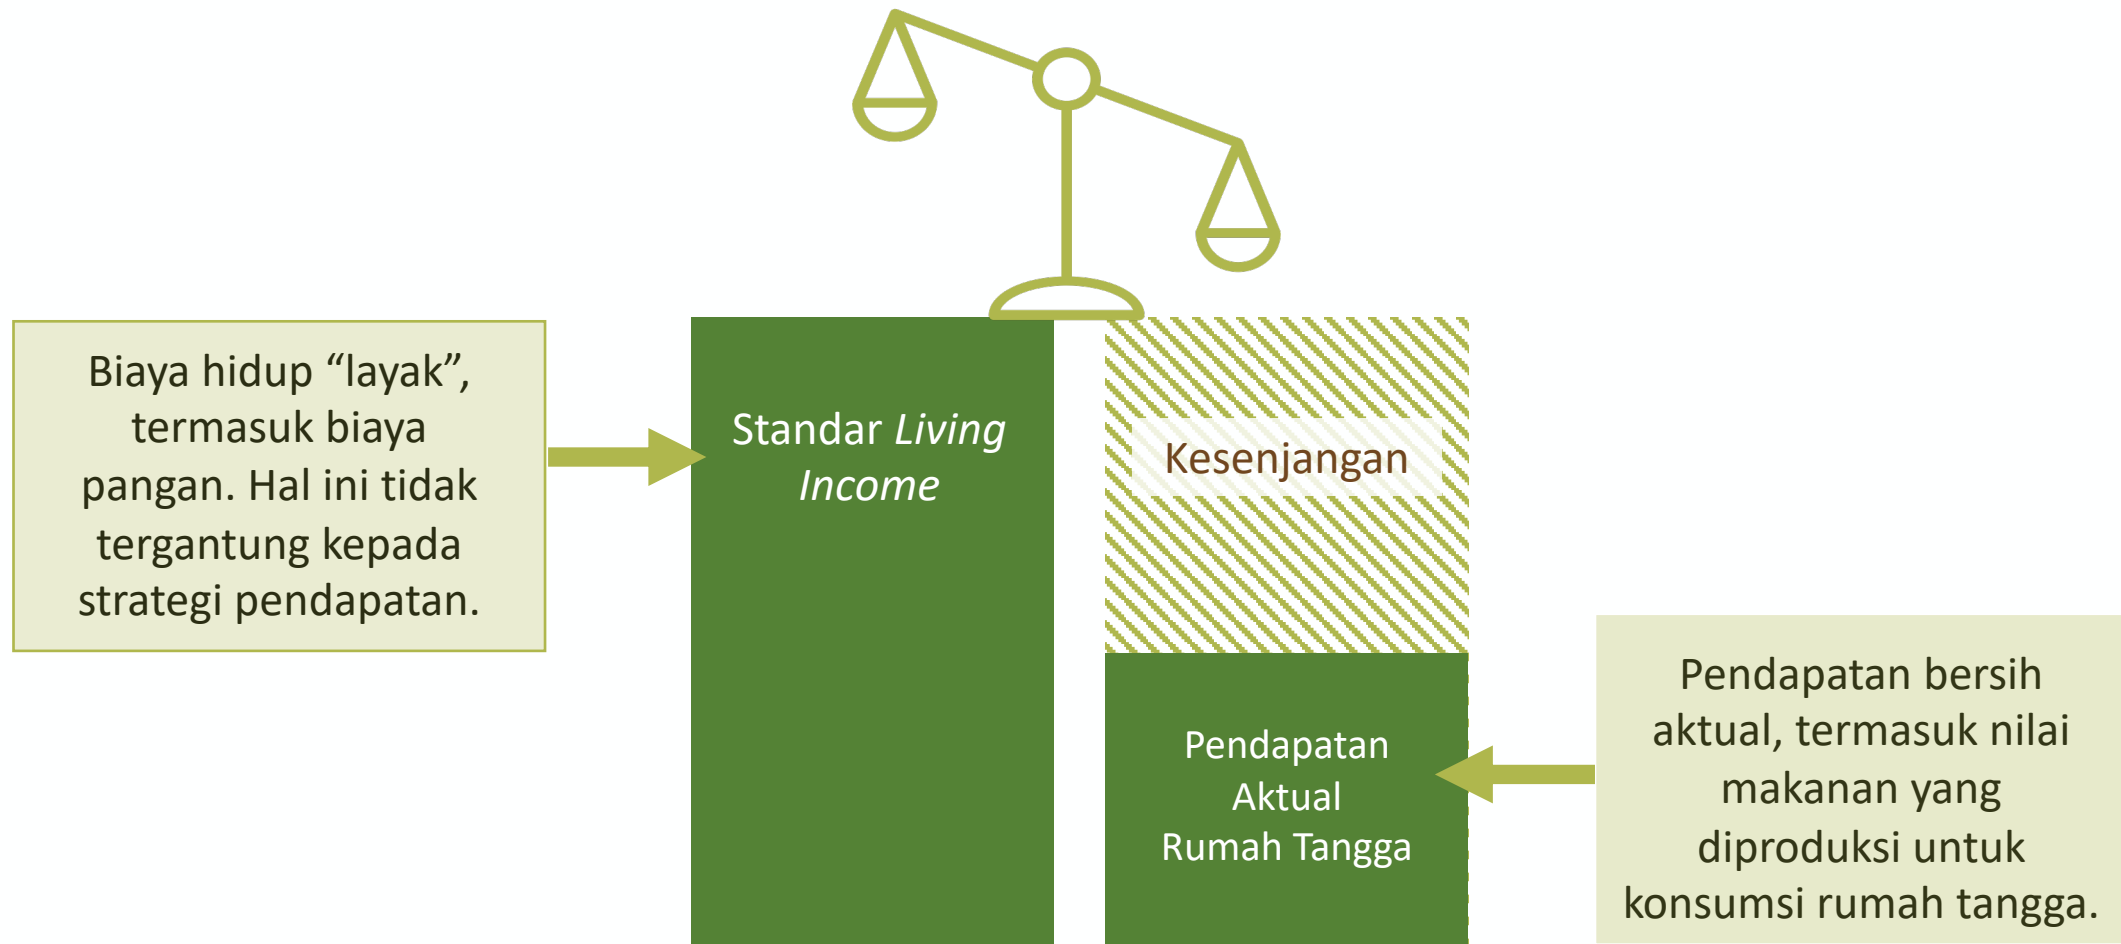 Biaya hidup “layak”,
termasuk biaya
pangan. Hal ini tidak
tergantung kepada
strategi pendapatan.
Standar Living
Income
Kesenjangan
Pendapatan
Aktual
Rumah Tangga
Pendapatan bersih
aktual, termasuk nilai
makanan yang
diproduksi untuk
konsumsi rumah tangga.